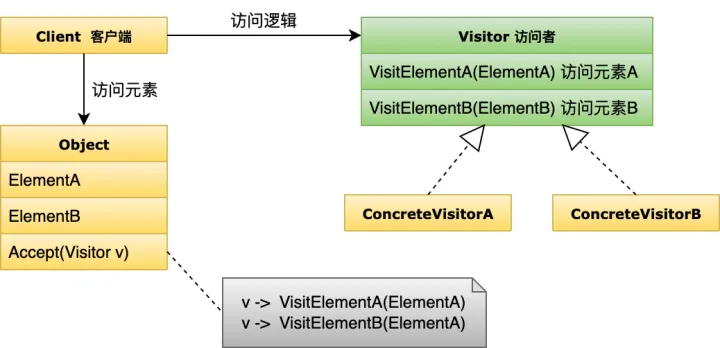 Client 客户端
访问逻辑
Visitor 访问者
VisitElementA(ElementA) 访问元素A
VisitElementB(ElementB) 访问元素B
访问元素
Object
ElementA
ElementB
Accept(Visitor v)
ConcreteVisitorA
ConcreteVisitorB
v -> VisitElementA(ElementA)
v -> VisitElementB(ElementA)